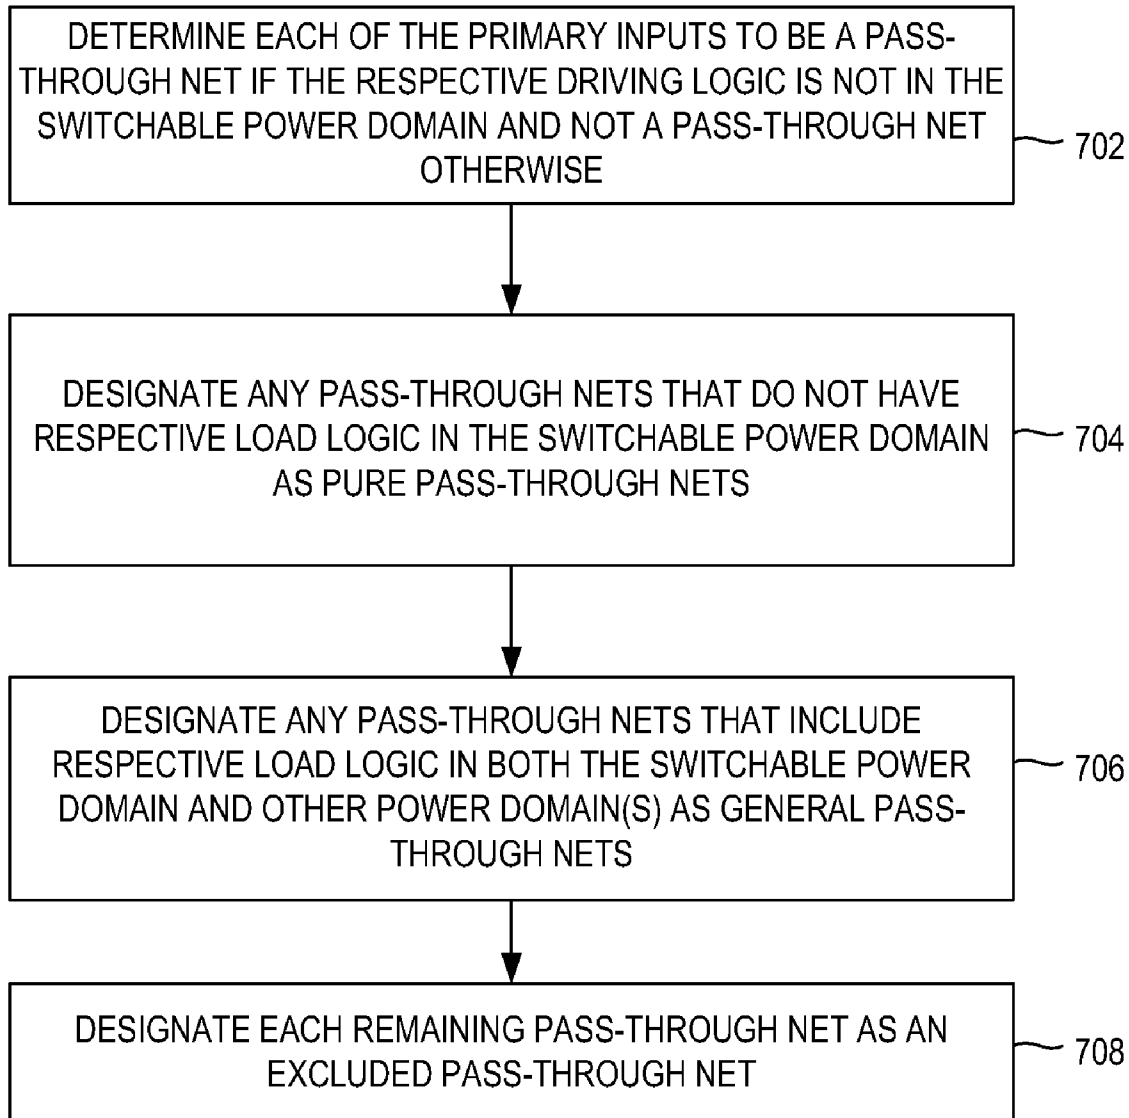 DETERMINE EACH OF THE PRIMARY INPUTS TO BE A PASS-
THROUGH NET IF THE RESPECTIVE DRIVING LOGIC IS NOT IN THE
SWITCHABLE POWER DOMAIN AND NOT A PASS-THROUGH NET
OTHERWISE
702
DESIGNATE ANY PASS-THROUGH NETS THAT DO NOT HAVE
RESPECTIVE LOAD LOGIC IN THE SWITCHABLE POWER DOMAIN
AS PURE PASS-THROUGH NETS
704
DESIGNATE ANY PASS-THROUGH NETS THAT INCLUDE
RESPECTIVE LOAD LOGIC IN BOTH THE SWITCHABLE POWER
DOMAIN AND OTHER POWER DOMAIN(S) AS GENERAL PASS-
THROUGH NETS
706
DESIGNATE EACH REMAINING PASS-THROUGH NET AS AN
EXCLUDED PASS-THROUGH NET
708